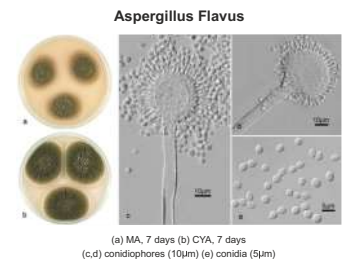 Aspergillus Flavus
a
b
c
d
e
10μm
10μm
5μm
(a) MA, 7 days (b) CYA, 7 days
(c,d) conidiophores (10μm) (e) conidia (5μm)